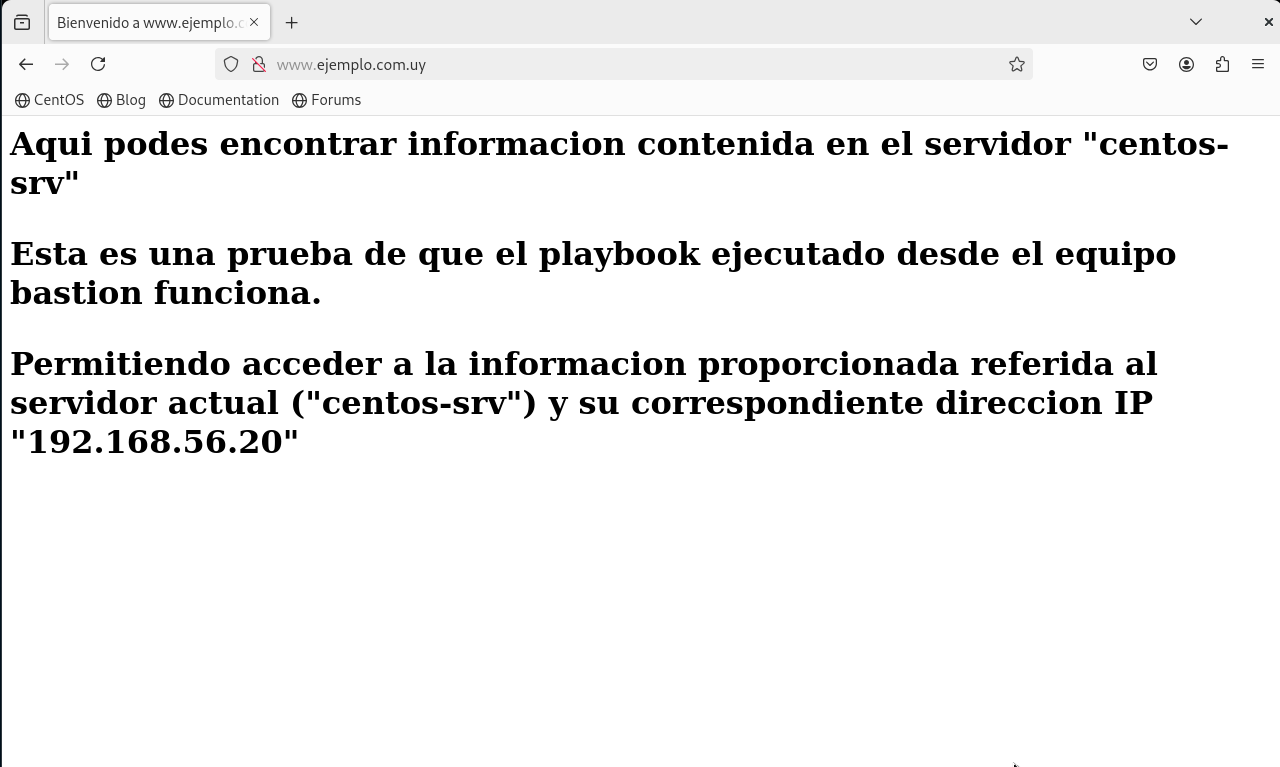 Bienvenido a www.ejemplo.c
www.ejemplo.com.uy
CentOS Blog Documentation Forums
Aqui podes encontrar informacion contenida en el servidor "centos-
srv"
Esta es una prueba de que el playbook ejecutado desde el equipo
bastion funciona.
Permitiendo acceder a la informacion proporcionada referida al
servidor actual ("centos-srv") y su correspondiente direccion IP
"192.168.56.20"